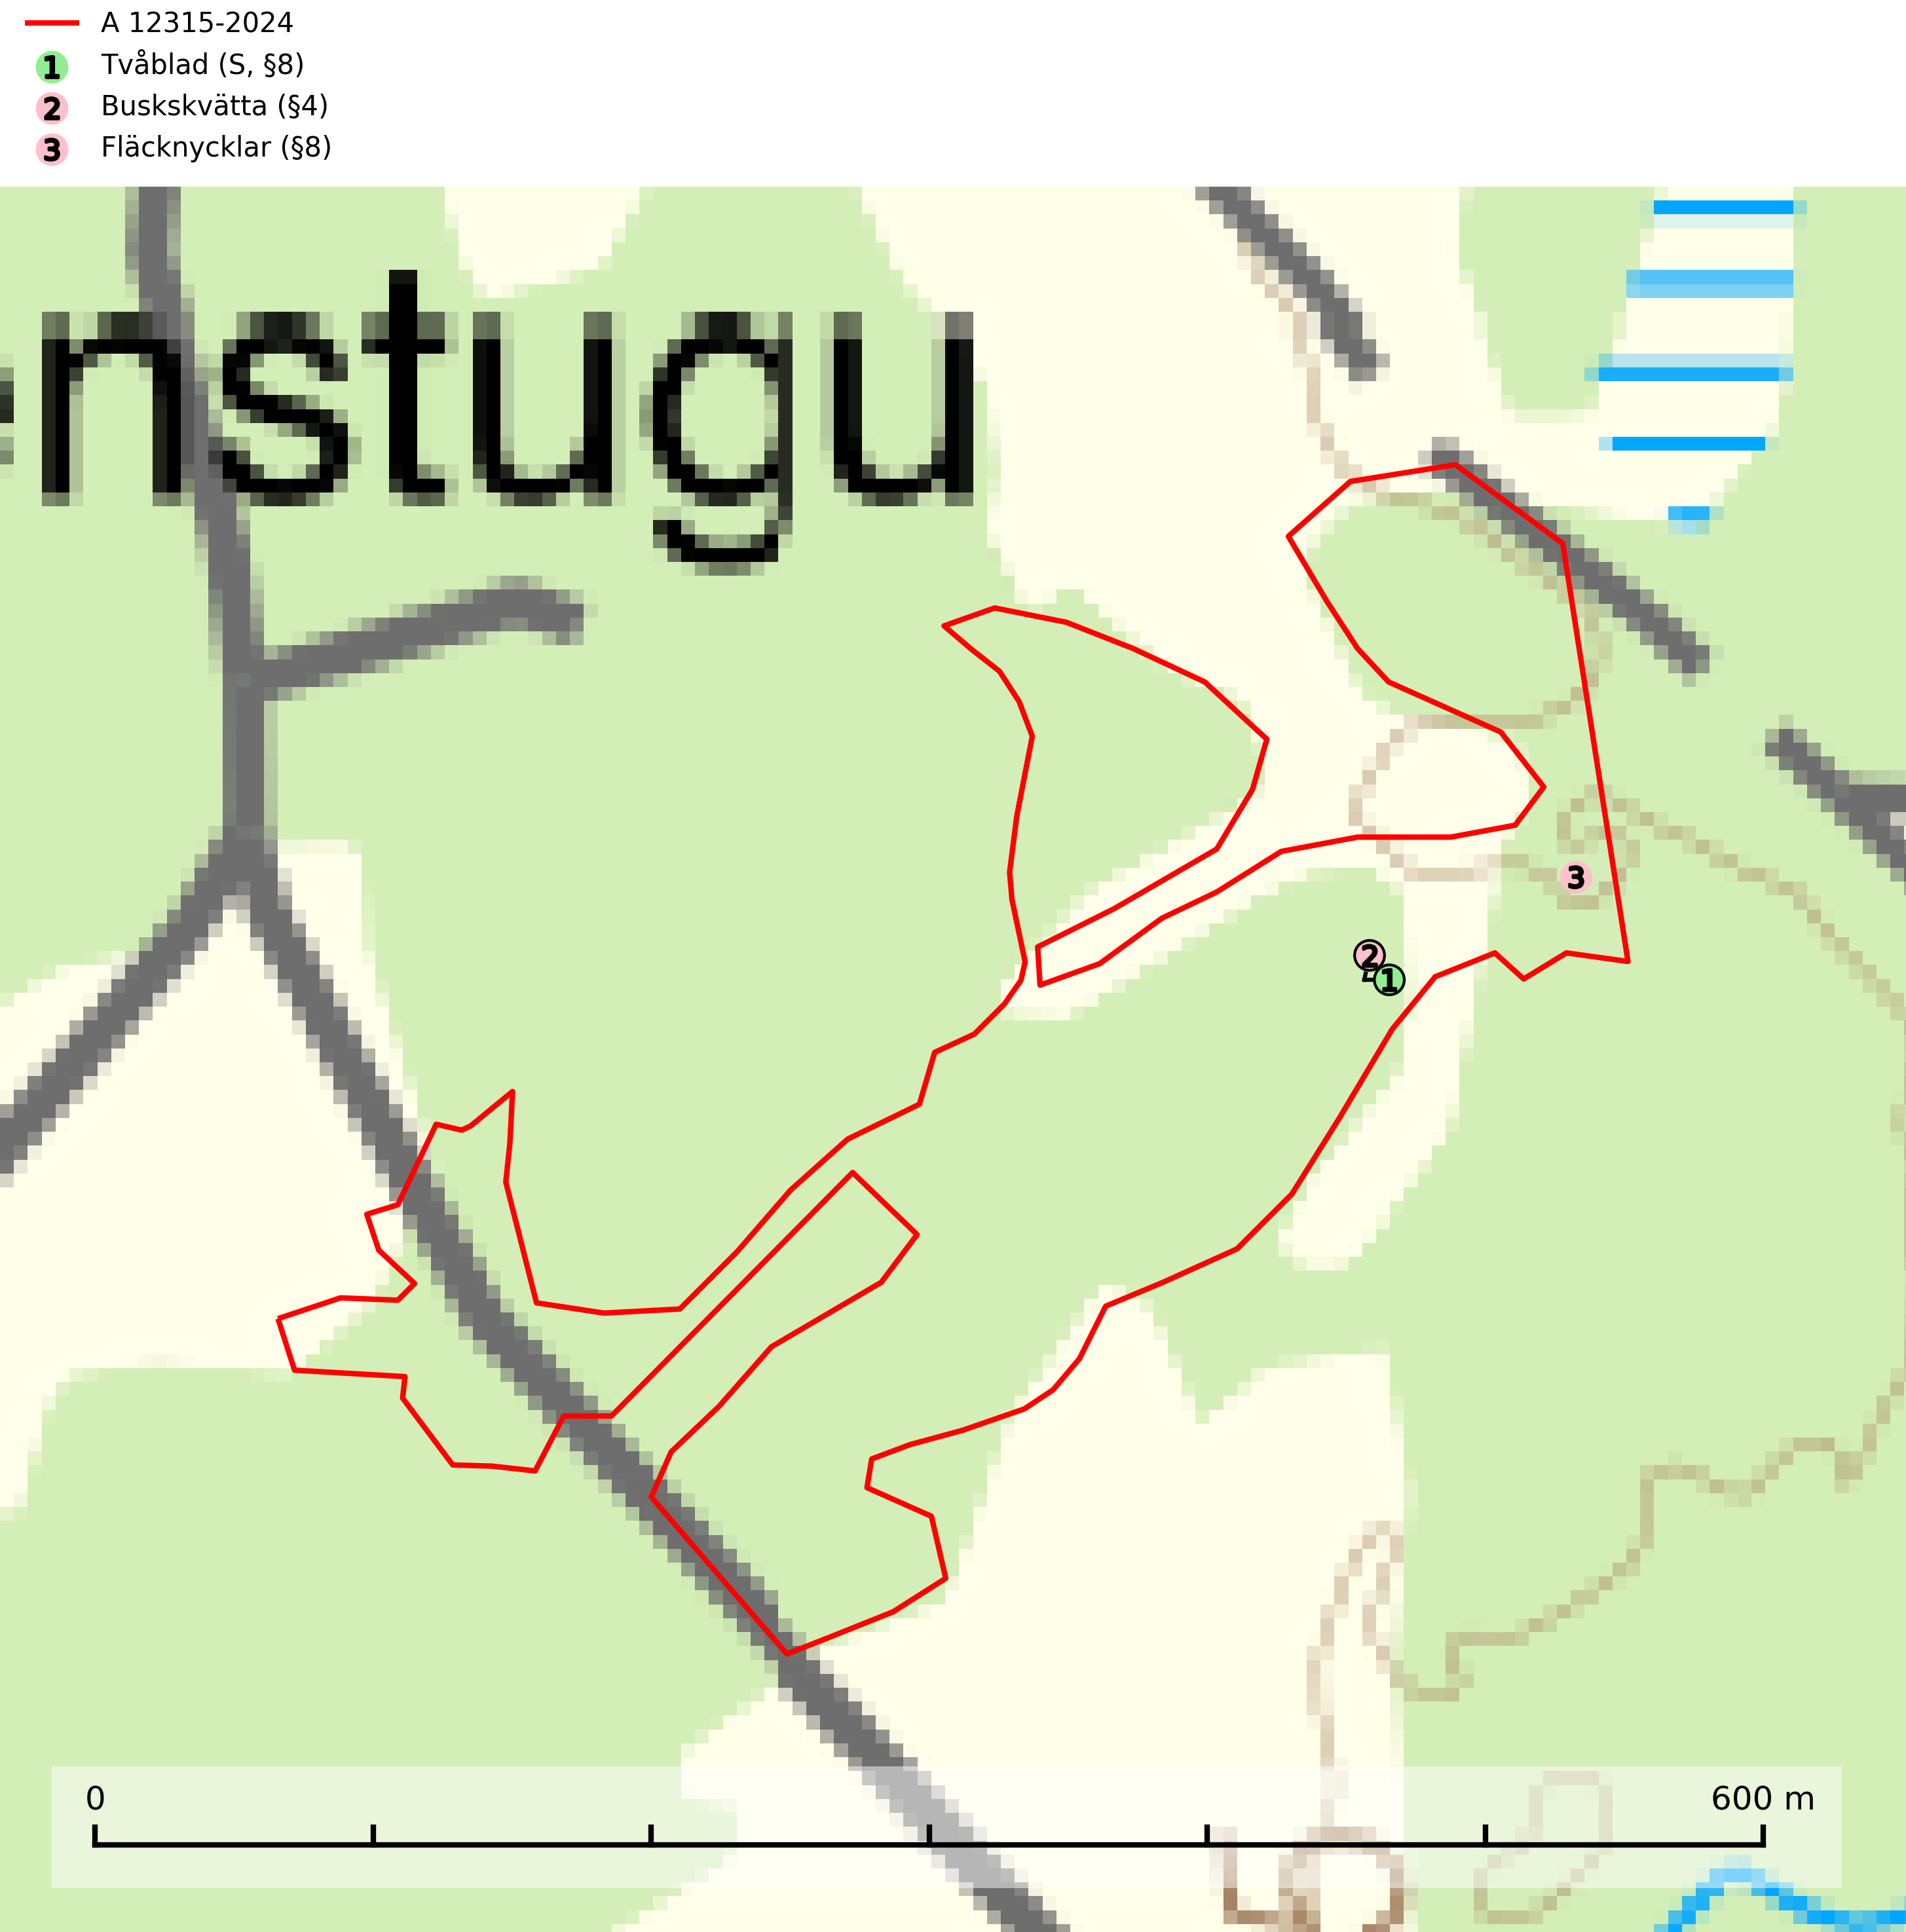 A 12315-2024
1 Tvåblad (S, §8)
2 Buskskvätta (§4)
3 Fläcknycklar (§8)
nstugu
3
2
1
0 600 m